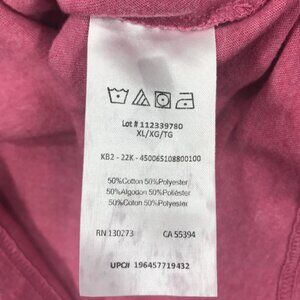 Lot # 112339780
XL/XG/TG
KB2 - 22K - 450065108800100
50%Cotton 50%Polyester
50%Algodon 50%Poliéster
50%Coton 50%Polyester
RN 130273 CA 55394
UPC# 196457719432